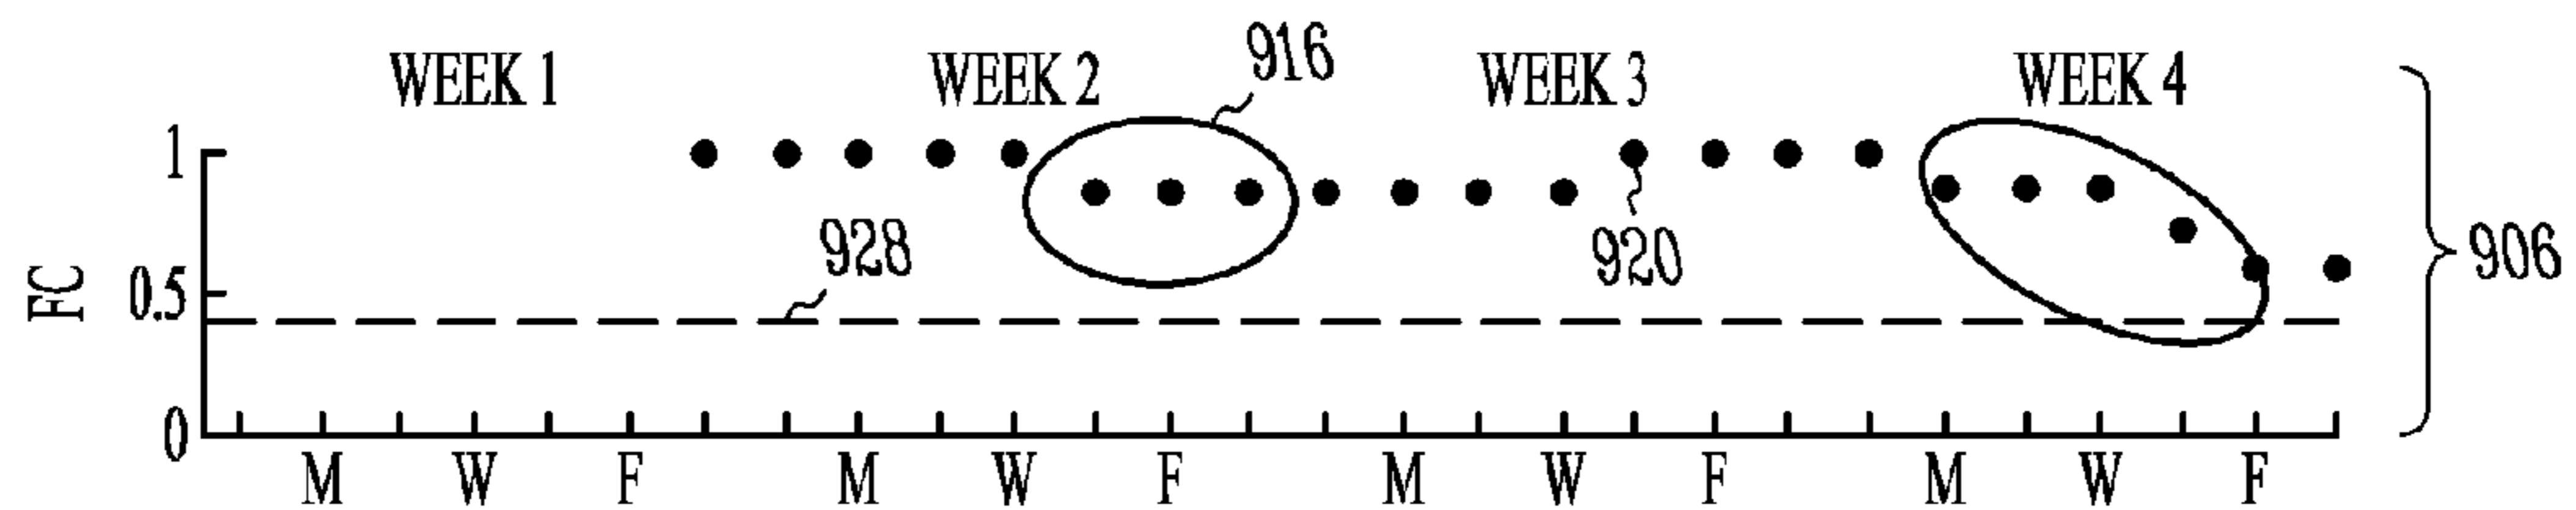 WEEK 1 WEEK 2 916 WEEK 3 WEEK 4
1
928 920 906
FC 0.5
0
M W F M W F M W F M W F